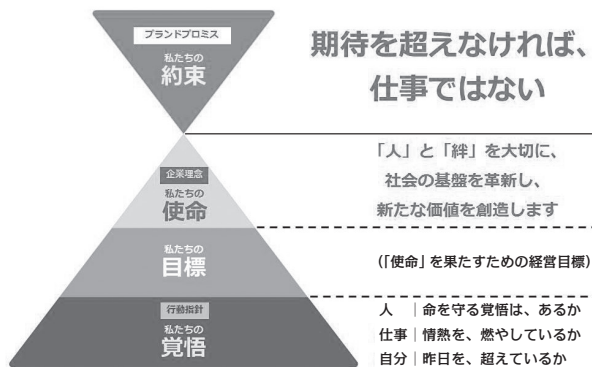 ブランドプロミス
私たちの
約束
期待を超えなければ、
仕事ではない
企業理念
私たちの
使命
「人」と「絆」を大切に、
社会の基盤を革新し、
新たな価値を創造します
私たちの
目標
(「使命」を果たすための経営目標)
行動指針
私たちの
覚悟
人 ｜命を守る覚悟は、あるか
仕事｜情熱を、燃やしているか
自分｜昨日を、超えているか